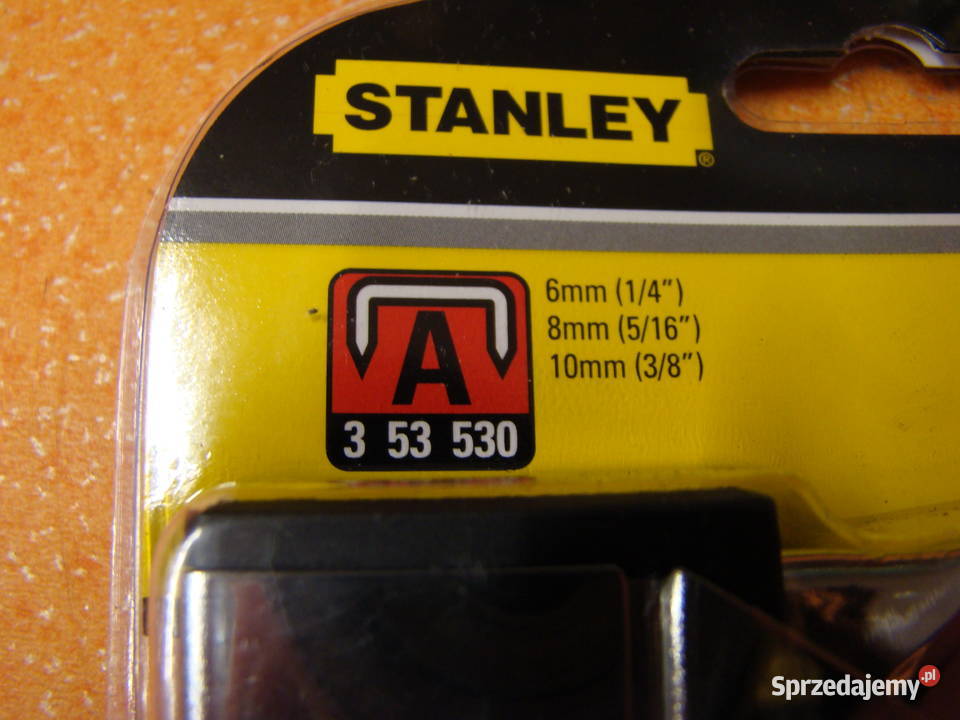 STANLEY®
6mm (1/4")
8mm (5/16")
10mm (3/8")
A
3 53 530
Sprzedajemy.pl